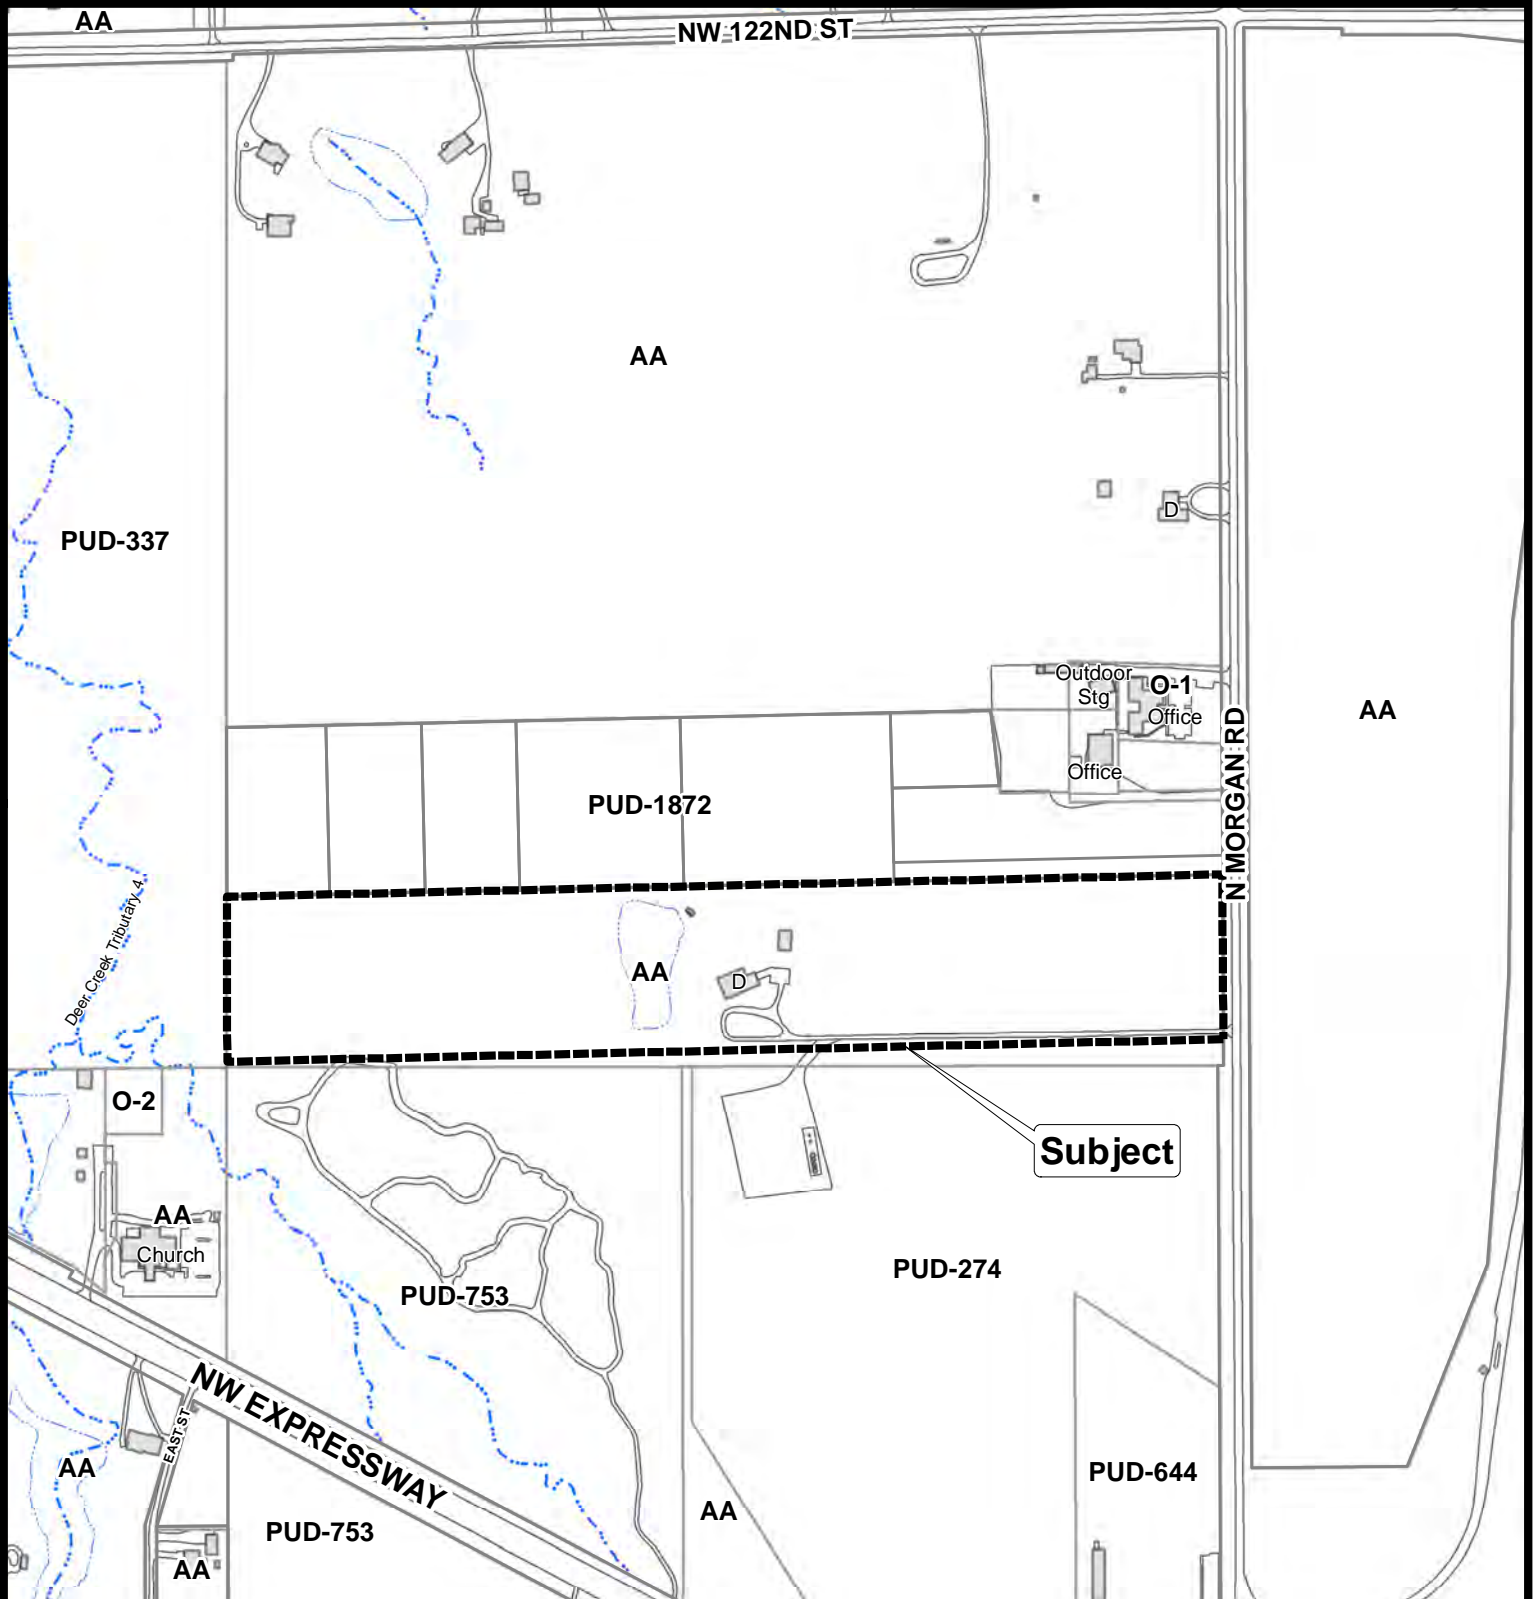 AA
NW 122ND ST
AA
D
PUD-337
Outdoor
Stg
O-1
Office
AA
Office
N MORGAN RD
PUD-1872
Deer Creek Tributary 4
AA
D
O-2
Subject
AA
Church
PUD-274
PUD-753
NW EXPRESSWAY
EAST ST
AA
PUD-644
AA
PUD-753
AA